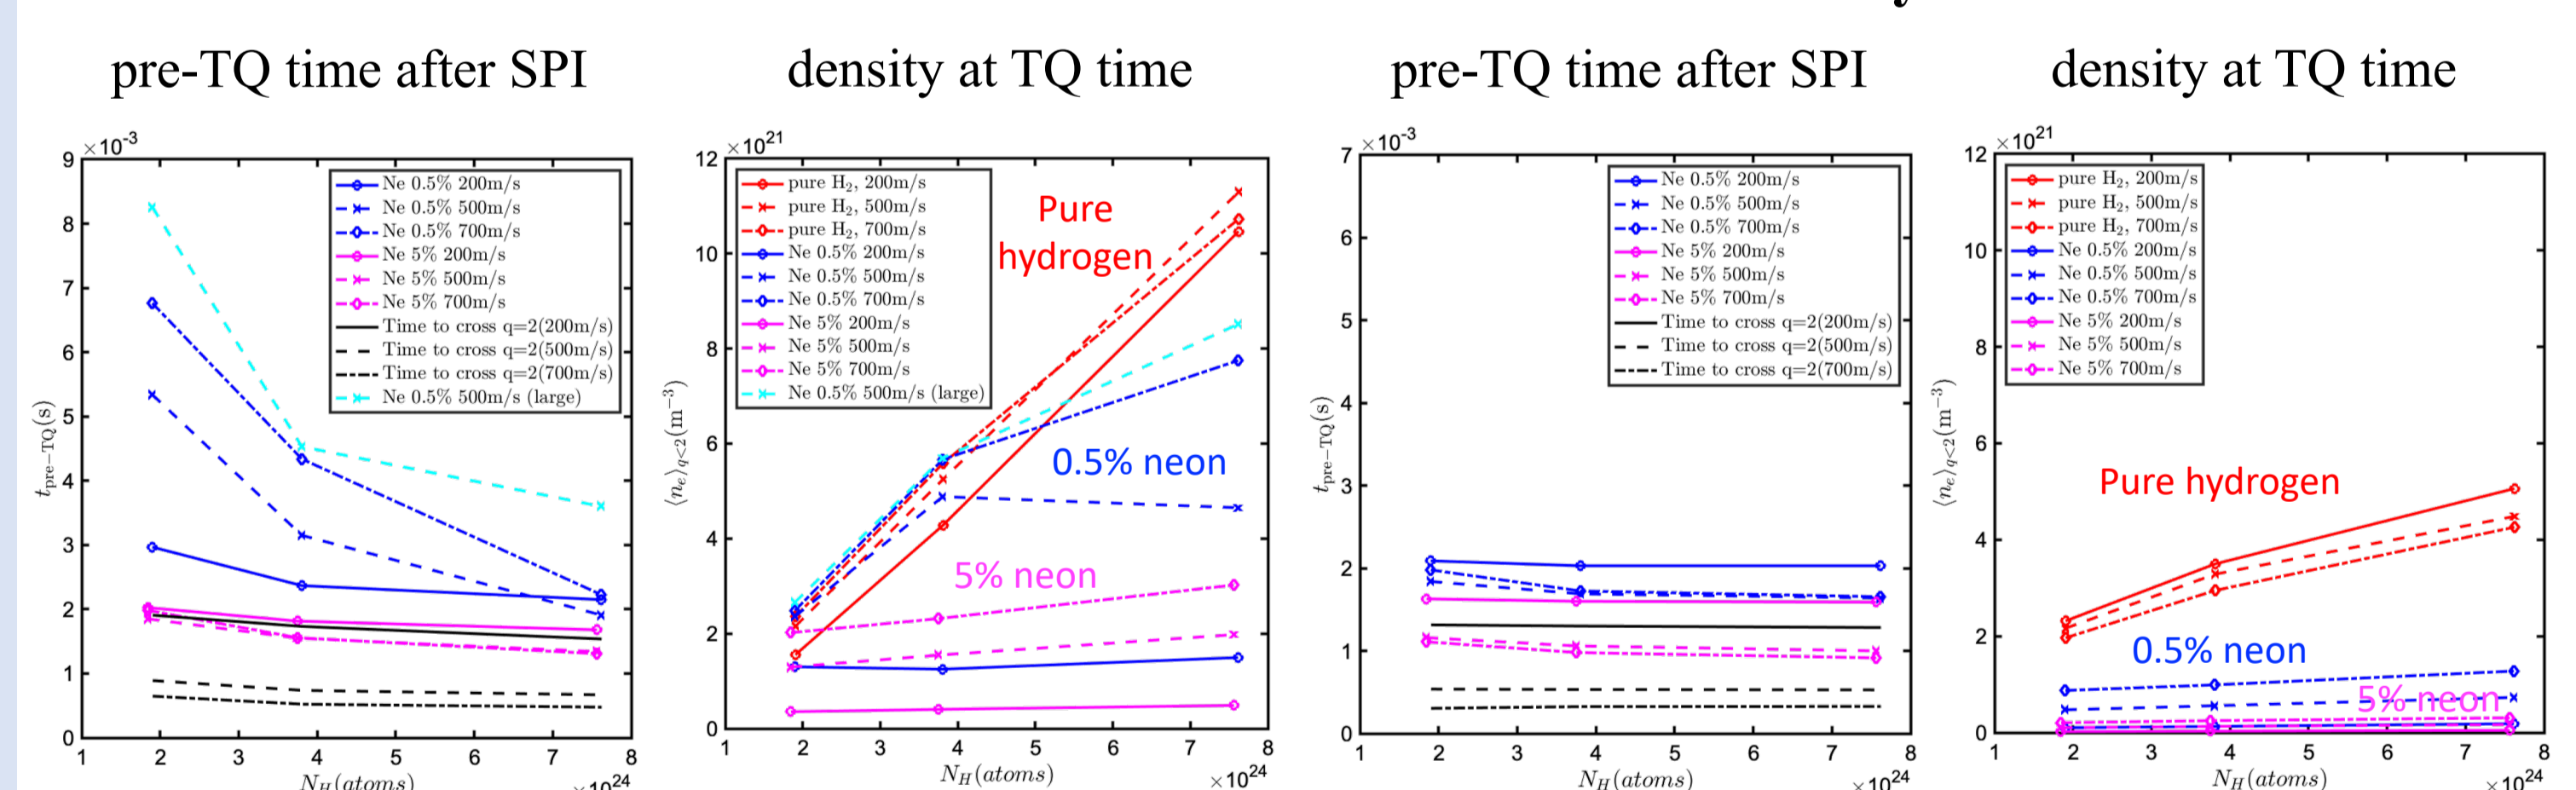 pre-TQ time after SPI
density at TQ time
pre-TQ time after SPI
density at TQ time
×10⁻³
9
8
7
6
5
4
3
2
1
0
t_pre−TQ(s)
Ne 0.5% 200m/s
Ne 0.5% 500m/s
Ne 0.5% 700m/s
Ne 5% 200m/s
Ne 5% 500m/s
Ne 5% 700m/s
Time to cross q=2(200m/s)
Time to cross q=2(500m/s)
Time to cross q=2(700m/s)
Ne 0.5% 500m/s (large)
1 2 3 4 5 6 7 8
N_H(atoms)
×10²⁴
×10²¹
12
10
8
6
4
2
0
⟨n_e⟩_q<2(m⁻³)
pure H₂, 200m/s
pure H₂, 500m/s
pure H₂, 700m/s
Ne 0.5% 200m/s
Ne 0.5% 500m/s
Ne 0.5% 700m/s
Ne 5% 200m/s
Ne 5% 500m/s
Ne 5% 700m/s
Ne 0.5% 500m/s (large)
Pure
hydrogen
0.5% neon
5% neon
1 2 3 4 5 6 7 8
N_H(atoms)
×10²⁴
×10⁻³
7
6
5
4
3
2
1
0
t_pre−TQ(s)
Ne 0.5% 200m/s
Ne 0.5% 500m/s
Ne 0.5% 700m/s
Ne 5% 200m/s
Ne 5% 500m/s
Ne 5% 700m/s
Time to cross q=2(200m/s)
Time to cross q=2(500m/s)
Time to cross q=2(700m/s)
1 2 3 4 5 6 7 8
N_H(atoms)
×10²⁴
×10²¹
12
10
8
6
4
2
0
⟨n_e⟩_q<2(m⁻³)
pure H₂, 200m/s
pure H₂, 500m/s
pure H₂, 700m/s
Ne 0.5% 200m/s
Ne 0.5% 500m/s
Ne 0.5% 700m/s
Ne 5% 200m/s
Ne 5% 500m/s
Ne 5% 700m/s
Pure hydrogen
0.5% neon
5% neon
1 2 3 4 5 6 7 8
N_H(atoms)
×10²⁴